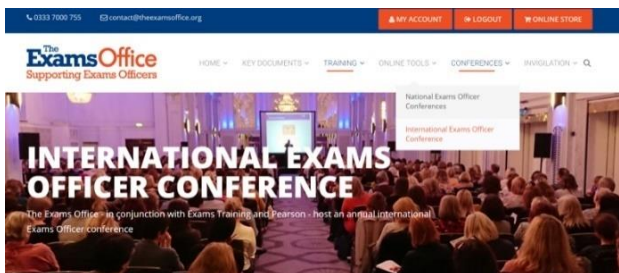 0333 7000 755
contact@theexamsoffice.org
MY ACCOUNT
LOGOUT
ONLINE STORE
The
ExamsOffice
Supporting Exams Officers
HOME
KEY DOCUMENTS
TRAINING
ONLINE TOOLS
CONFERENCES
INVIGILATION
National Exams Officer
Conferences
International Exams Officer
Conference
INTERNATIONAL EXAMS
OFFICER CONFERENCE
The Exams Office - in conjunction with Exams Training and Pearson - host an annual international
Exams Officer conference